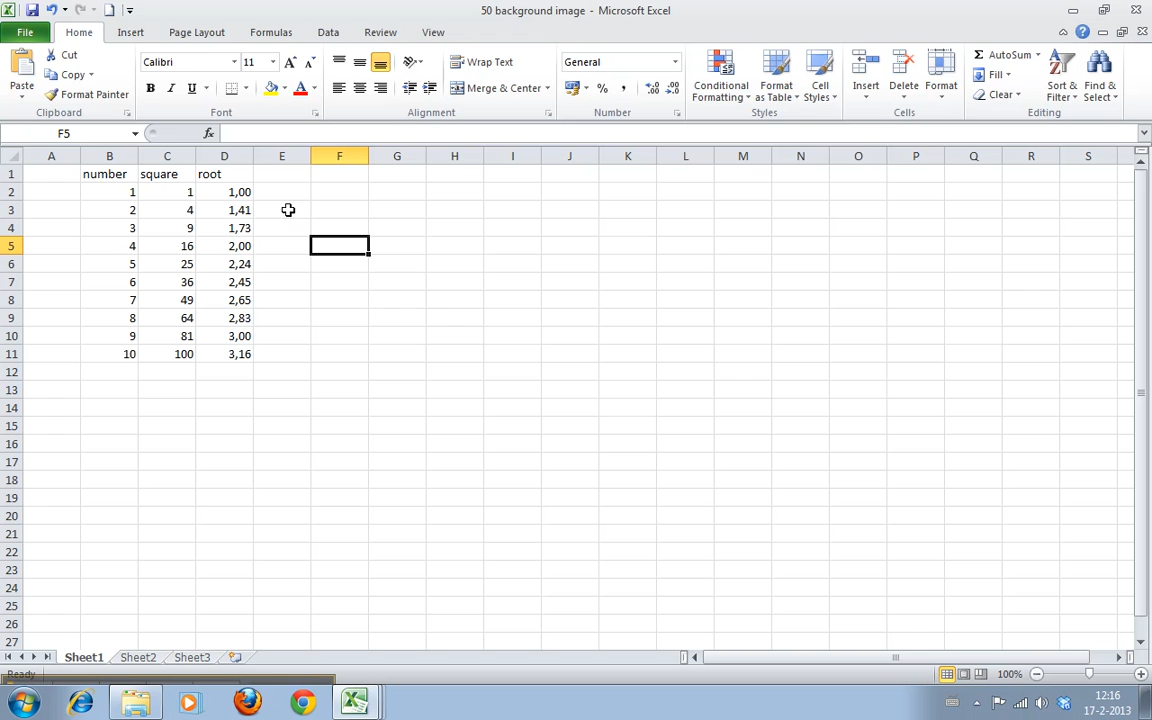 50 background image - Microsoft Excel
File Home Insert Page Layout Formulas Data Review View
Cut
Copy
Format Painter
Paste
Clipboard
Calibri 11
Font
Wrap Text
Merge & Center
Alignment
General
Number
Conditional Formatting
Format as Table
Cell Styles
Styles
Insert
Delete
Format
Cells
AutoSum
Fill
Clear
Sort & Filter
Find & Select
Editing
F5 fx
A B C D E F G H I J K L M N O P Q R S
1 number square root
2 1 1 1,00
3 2 4 1,41
4 3 9 1,73
5 4 16 2,00
6 5 25 2,24
7 6 36 2,45
8 7 49 2,65
9 8 64 2,83
10 9 81 3,00
11 10 100 3,16
12
13
14
15
16
17
18
19
20
21
22
23
24
25
26
27
Sheet1 Sheet2 Sheet3
Ready 100%
12:16
17-2-2013